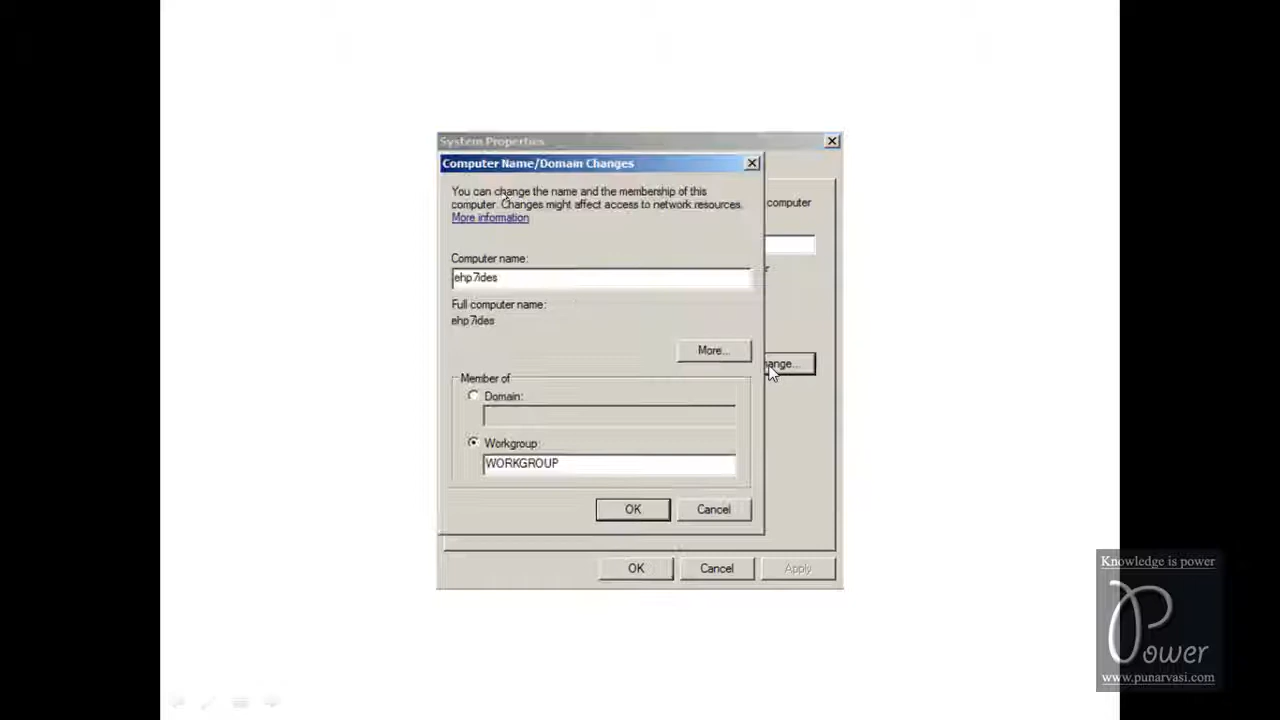 System Properties
Computer Name/Domain Changes
You can change the name and the membership of this
computer. Changes might affect access to network resources.
More information
computer
Computer name:
ehp7ides
Full computer name:
ehp7ides
More...
ange...
Member of
Domain:
Workgroup:
WORKGROUP
OK
Cancel
OK
Cancel
Apply
Knowledge is power
Power
www.punarvasi.com